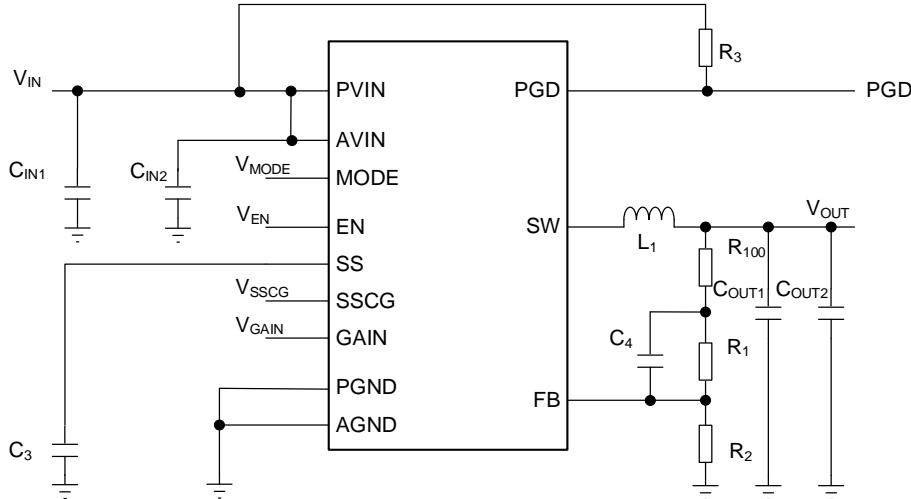 R3
VIN
PVIN
PGD
PGD
AVIN
CIN1
CIN2
VMODE
MODE
VEN
EN
SW
L1
VOUT
R100
SS
VSSCG
SSCG
COUT1
COUT2
VGAIN
GAIN
C4
R1
PGND
FB
AGND
C3
R2